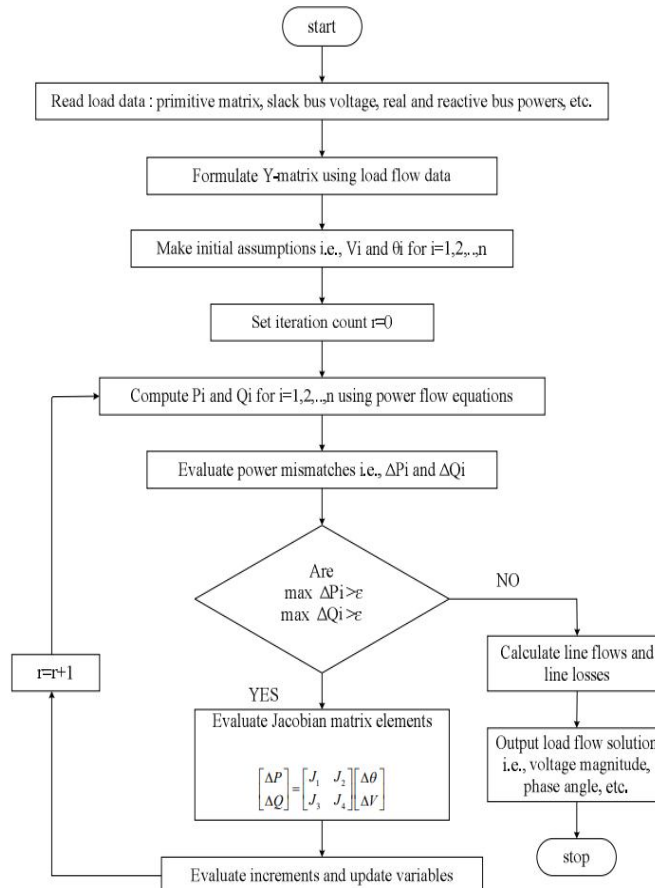 start
Read load data : primitive matrix, slack bus voltage, real and reactive bus powers, etc.
Formulate Y-matrix using load flow data
Make initial assumptions i.e., Vi and θi for i=1,2,..,n
Set iteration count r=0
Compute Pi and Qi for i=1,2,..,n using power flow equations
Evaluate power mismatches i.e., ΔPi and ΔQi
Are
max ΔPi>ε
max ΔQi>ε
NO
Calculate line flows and
line losses
r=r+1
YES
Evaluate Jacobian matrix elements
[ΔP] = [J₁ J₂] [Δθ]
[ΔQ] = [J₃ J₄] [ΔV]
Output load flow solution
i.e., voltage magnitude,
phase angle, etc.
stop
Evaluate increments and update variables